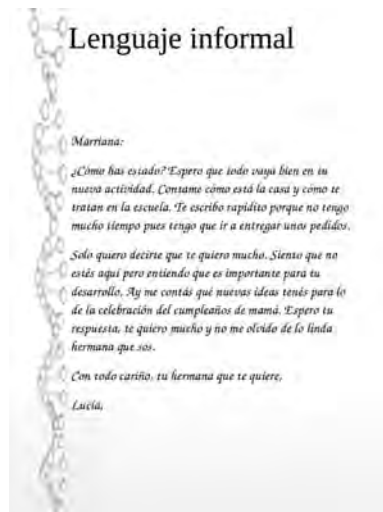 Lenguaje informal
Marriana:
¿Cómo has estado? Espero que todo vaya bien en tu
nueva actividad. Contame cómo está la casa y cómo te
tratan en la escuela. Te escribo rapidito porque no tengo
mucho tiempo pues tengo que ir a entregar unos pedidos.
Solo quiero decirte que te quiero mucho. Siento que no
estés aquí pero entiendo que es importante para tu
desarrollo. Ay me contás qué nuevas ideas tenés para lo
de la celebración del cumpleaños de mamá. Espero tu
respuesta, te quiero mucho y no me olvido de lo linda
hermana que sos.
Con todo cariño, tu hermana que te quiere,
Lucía,